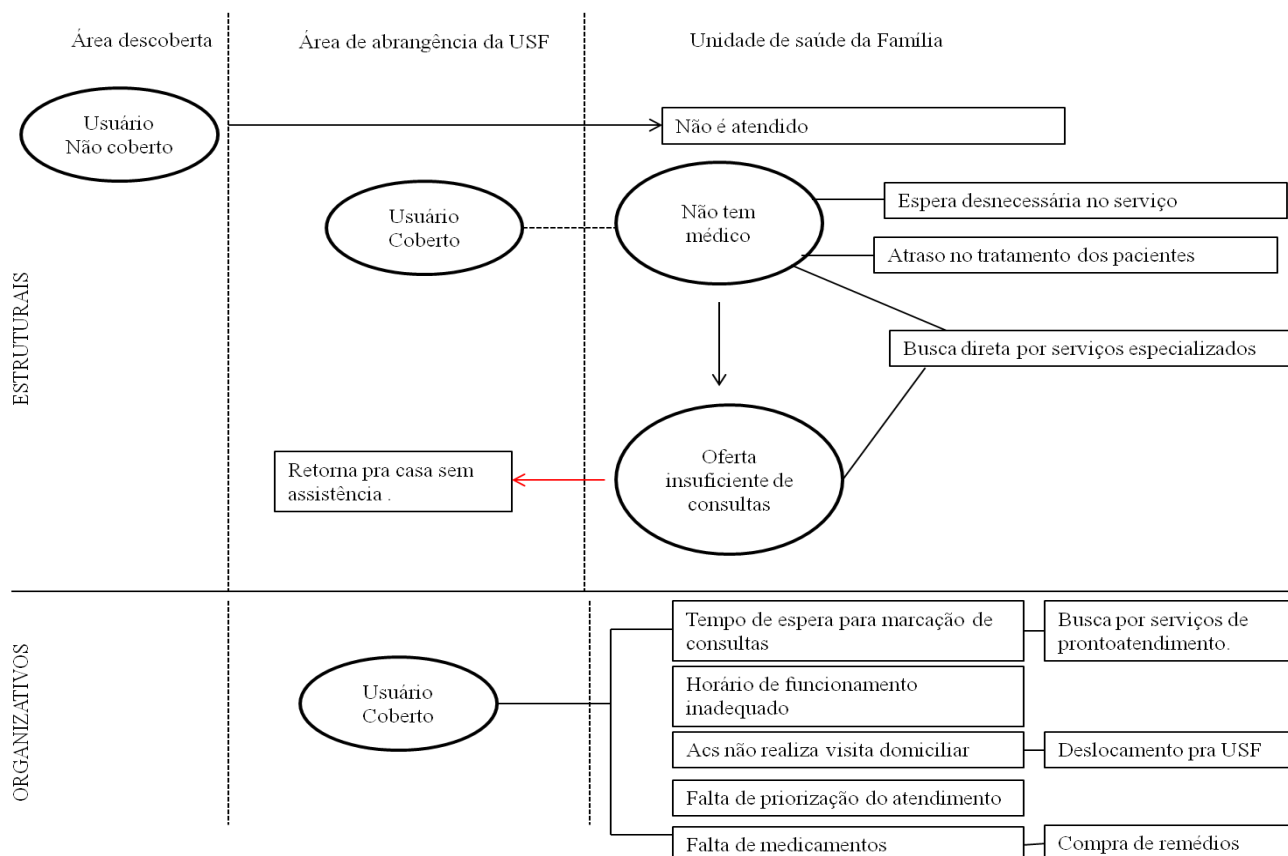 Área descoberta
Área de abrangência da USF
Unidade de saúde da Família
Usuário
Não coberto
Não é atendido
Usuário
Coberto
Não tem
médico
Espera desnecessária no serviço
Atraso no tratamento dos pacientes
Busca direta por serviços especializados
ESTRUTURAIS
Retorna pra casa sem
assistência .
Oferta
insuficiente de
consultas
ORGANIZATIVOS
Usuário
Coberto
Tempo de espera para marcação de
consultas
Busca por serviços de
prontoatendimento.
Horário de funcionamento
inadequado
Acs não realiza visita domiciliar
Deslocamento pra USF
Falta de priorização do atendimento
Falta de medicamentos
Compra de remédios